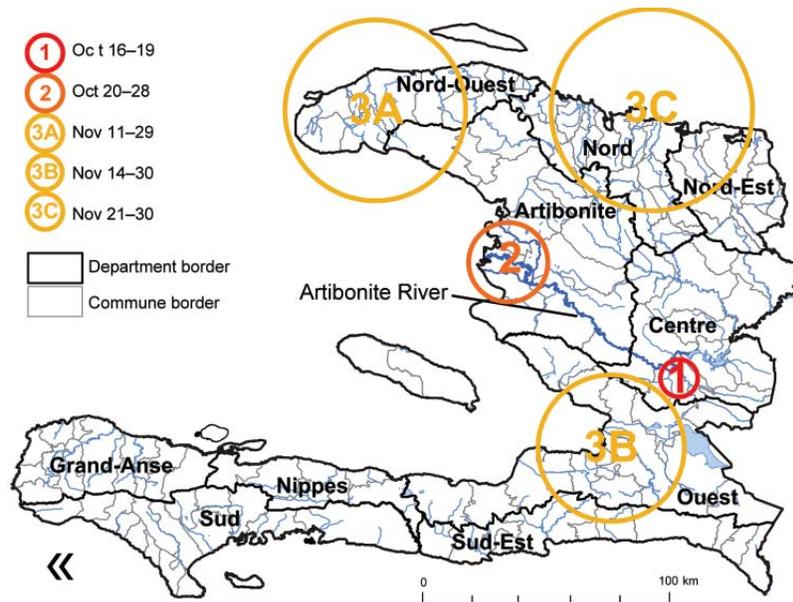 1 Oc t 16–19
2 Oct 20–28
3A Nov 11–29
3B Nov 14–30
3C Nov 21–30
Department border
Commune border
Nord-Ouest
3A
3C
Nord
Nord-Est
Artibonite
2
Artibonite River
Centre
1
3B
Grand-Anse
Nippes
Ouest
Sud
Sud-Est
«
0 100 km